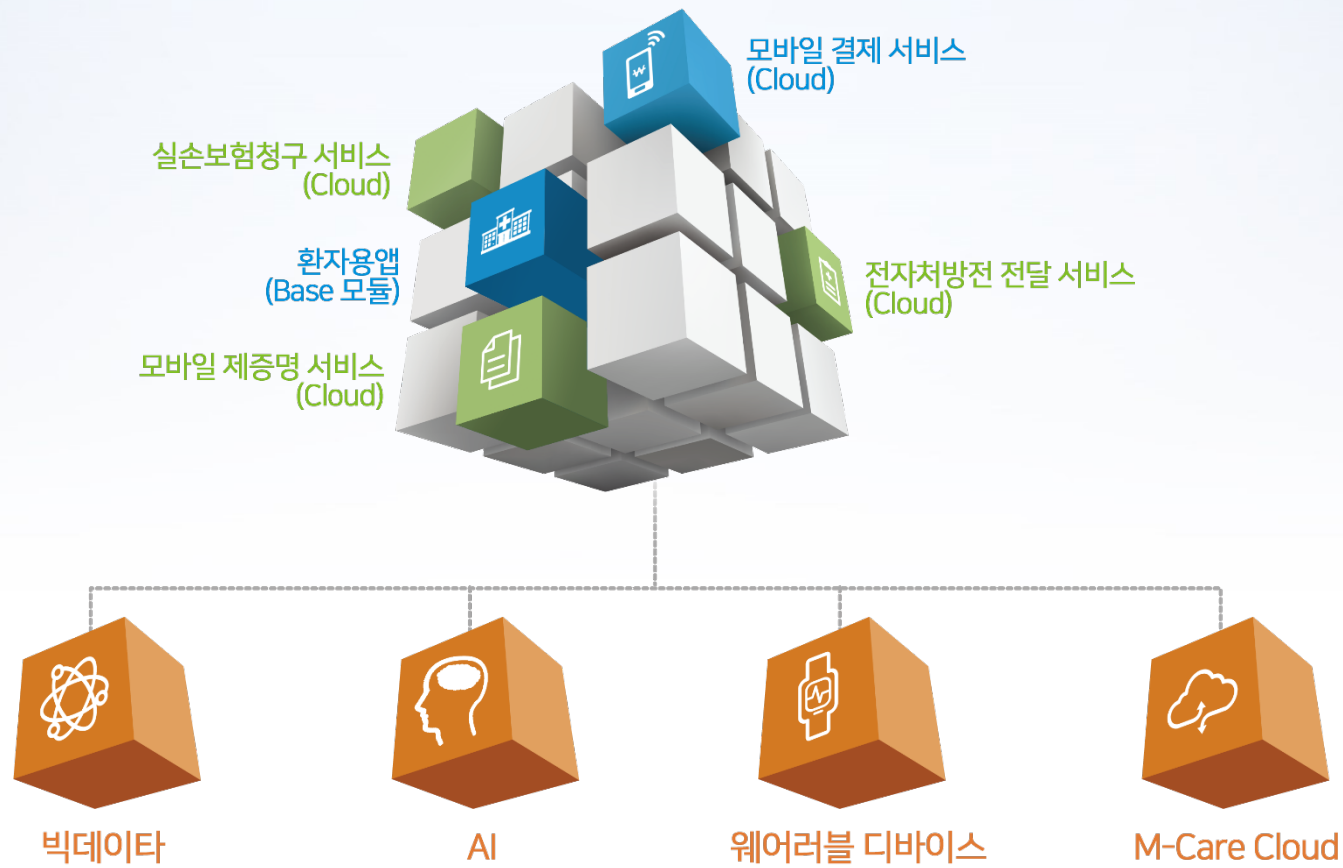 모바일 결제 서비스
(Cloud)
실손보험청구 서비스
(Cloud)
환자용앱
(Base 모듈)
전자처방전 전달 서비스
(Cloud)
모바일 제증명 서비스
(Cloud)
빅데이타
AI
웨어러블 디바이스
M-Care Cloud